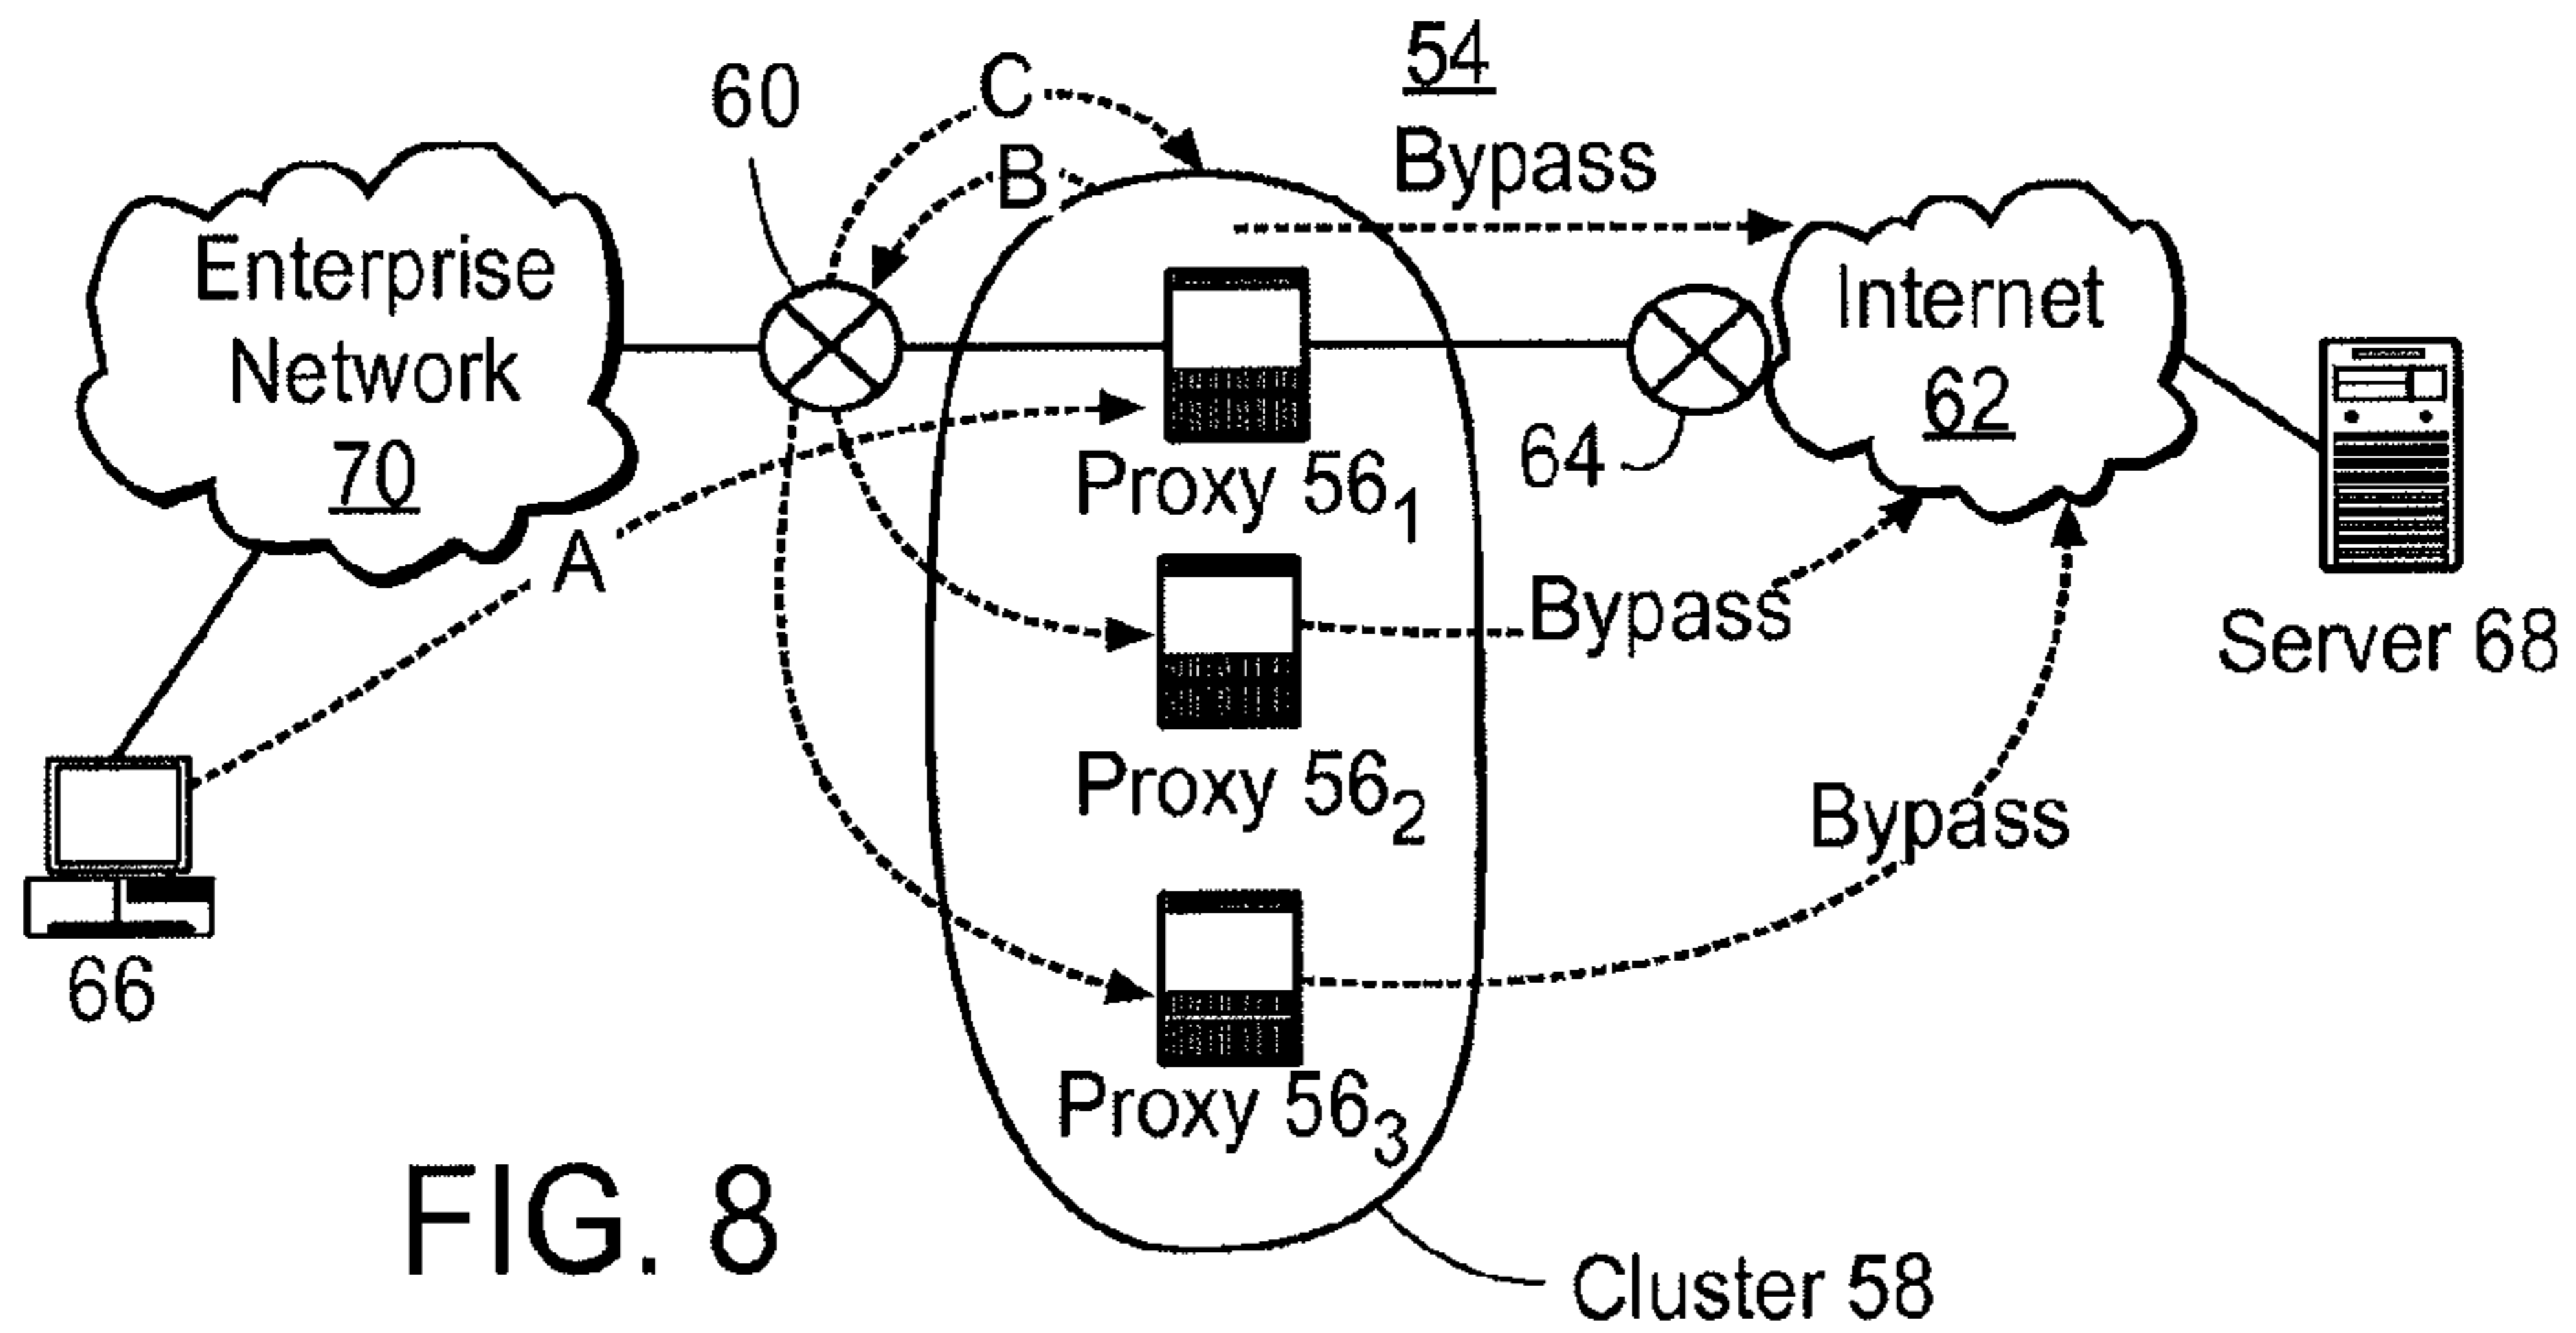 54
60
C
B
Bypass
Enterprise
Network
70
Internet
62
A
64
Proxy 56₁
Bypass
Server 68
Proxy 56₂
Bypass
66
Proxy 56₃
FIG. 8
Cluster 58